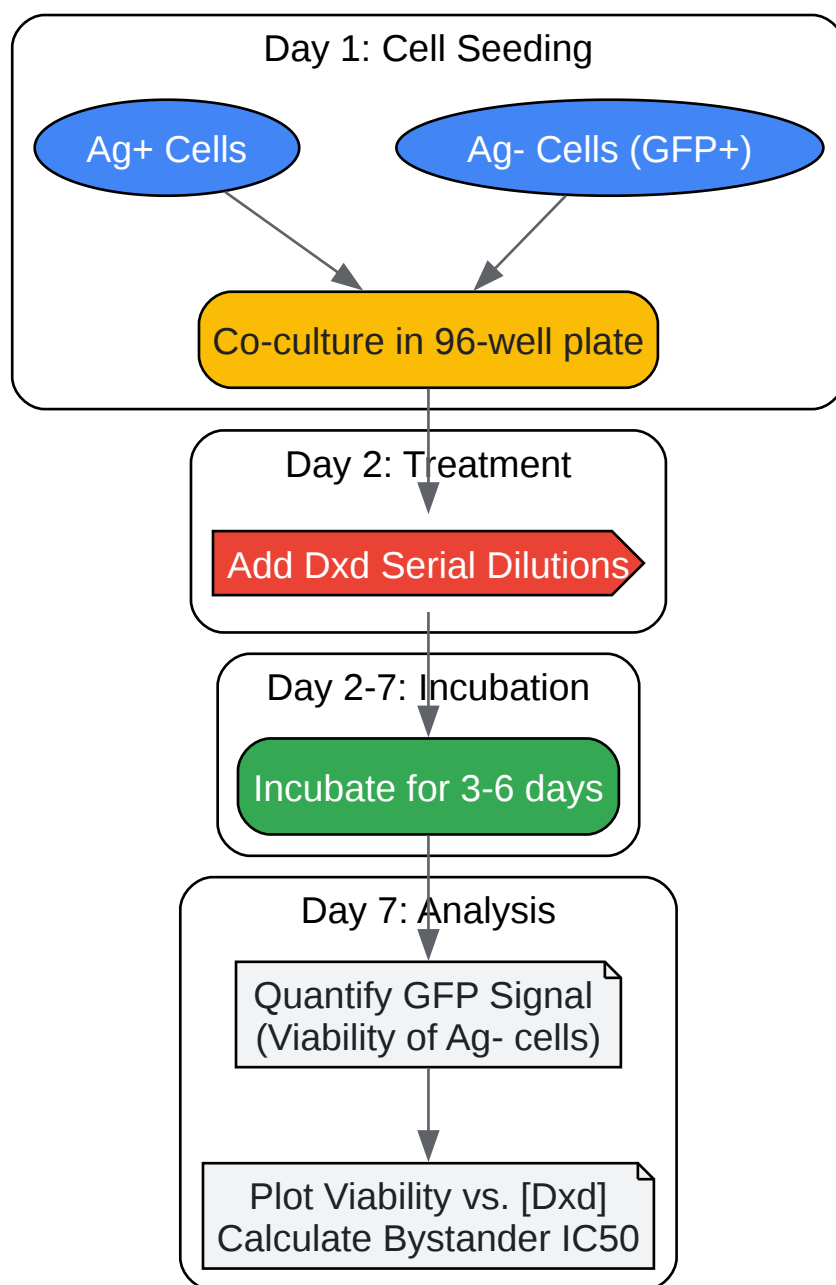 Day 1: Cell Seeding
Ag+ Cells
Ag- Cells (GFP+)
Co-culture in 96-well plate
Day 2: Treatment
Add Dxd Serial Dilutions
Day 2-7: Incubation
Incubate for 3-6 days
Day 7: Analysis
Quantify GFP Signal
(Viability of Ag- cells)
Plot Viability vs. [Dxd]
Calculate Bystander IC50